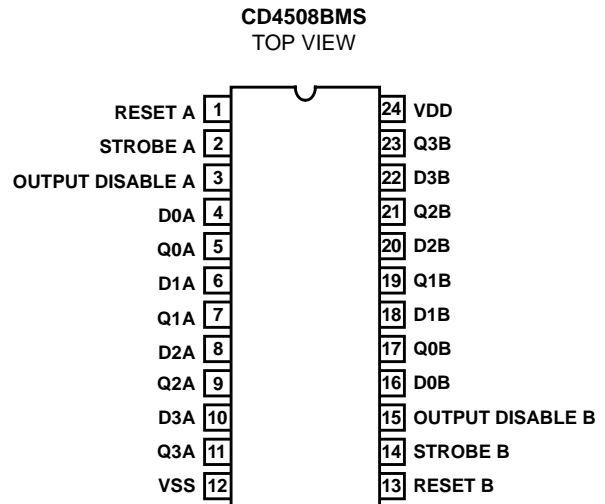 CD4508BMS
TOP VIEW
RESET A 1 24 VDD
STROBE A 2 23 Q3B
OUTPUT DISABLE A 3 22 D3B
D0A 4 21 Q2B
Q0A 5 20 D2B
D1A 6 19 Q1B
Q1A 7 18 D1B
D2A 8 17 Q0B
Q2A 9 16 D0B
D3A 10 15 OUTPUT DISABLE B
Q3A 11 14 STROBE B
VSS 12 13 RESET B